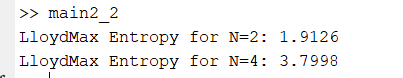 >> main2_2
LloydMax Entropy for N=2: 1.9126
LloydMax Entropy for N=4: 3.7998